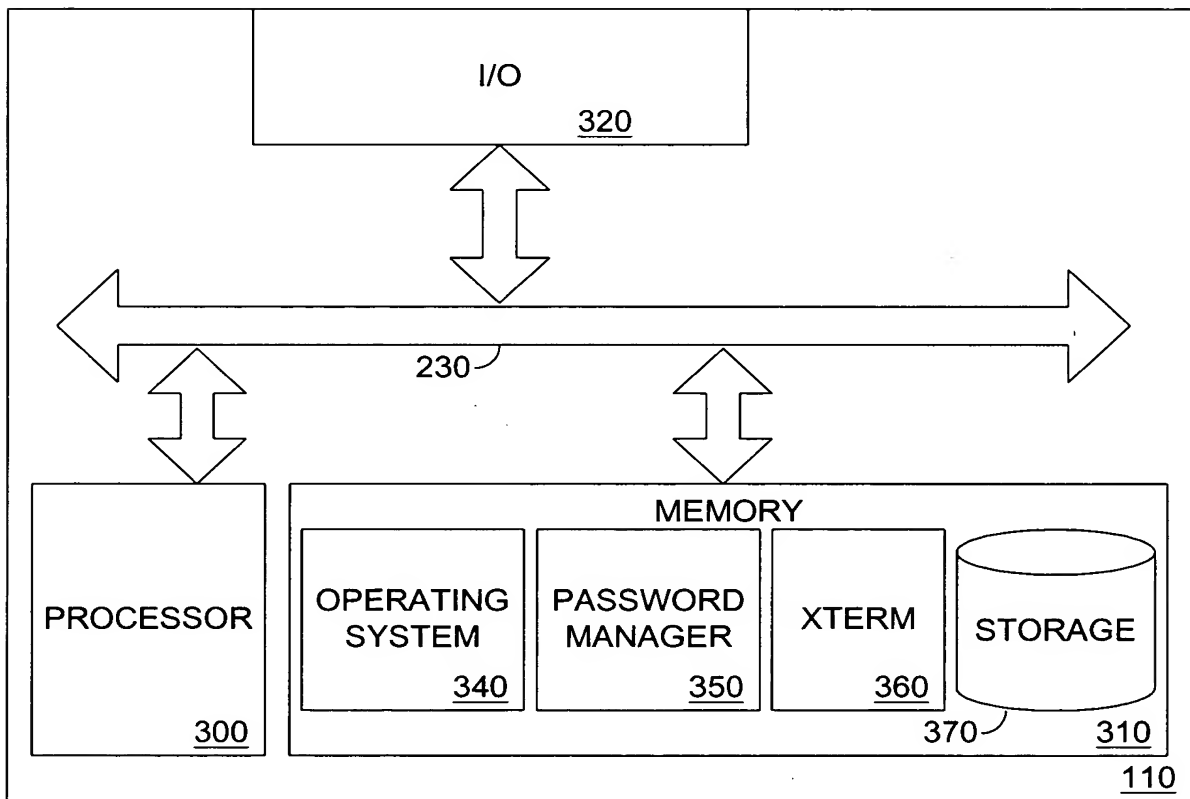 I/O
320
230
MEMORY
PROCESSOR
300
OPERATING
SYSTEM
340
PASSWORD
MANAGER
350
XTERM
360
STORAGE
370
310
110